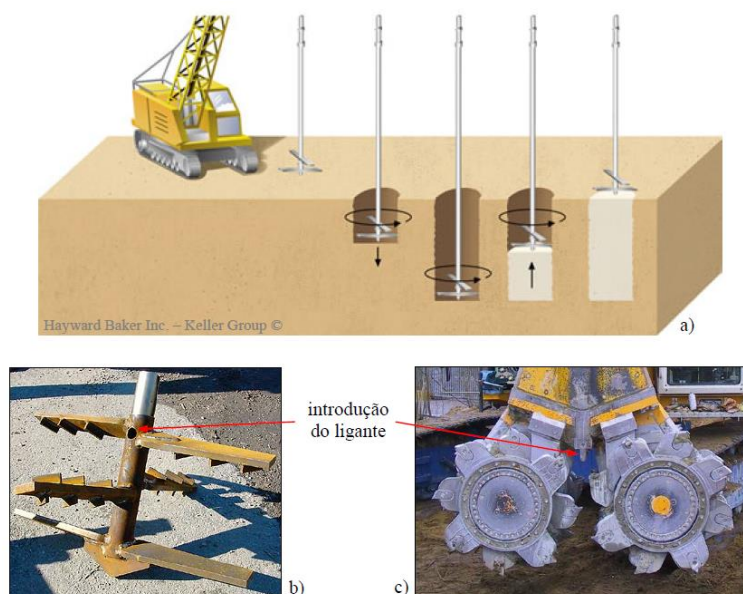 Hayward Baker Inc. – Keller Group ©
a)
introdução
do ligante
b)
c)